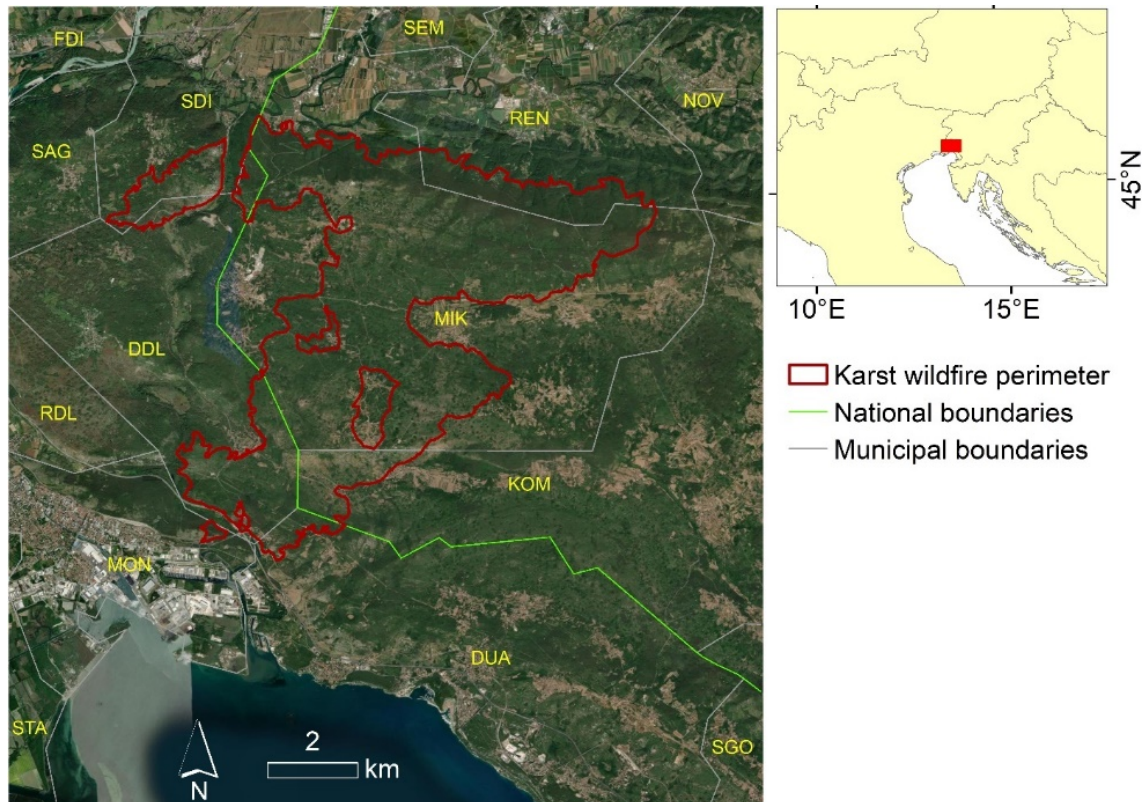 FDI
SEM
SDI
NOV
REN
SAG
MIK
DDL
RDL
KOM
MON
DUA
STA
SGO
2
km
N
45°N
10°E
15°E
Karst wildfire perimeter
National boundaries
Municipal boundaries